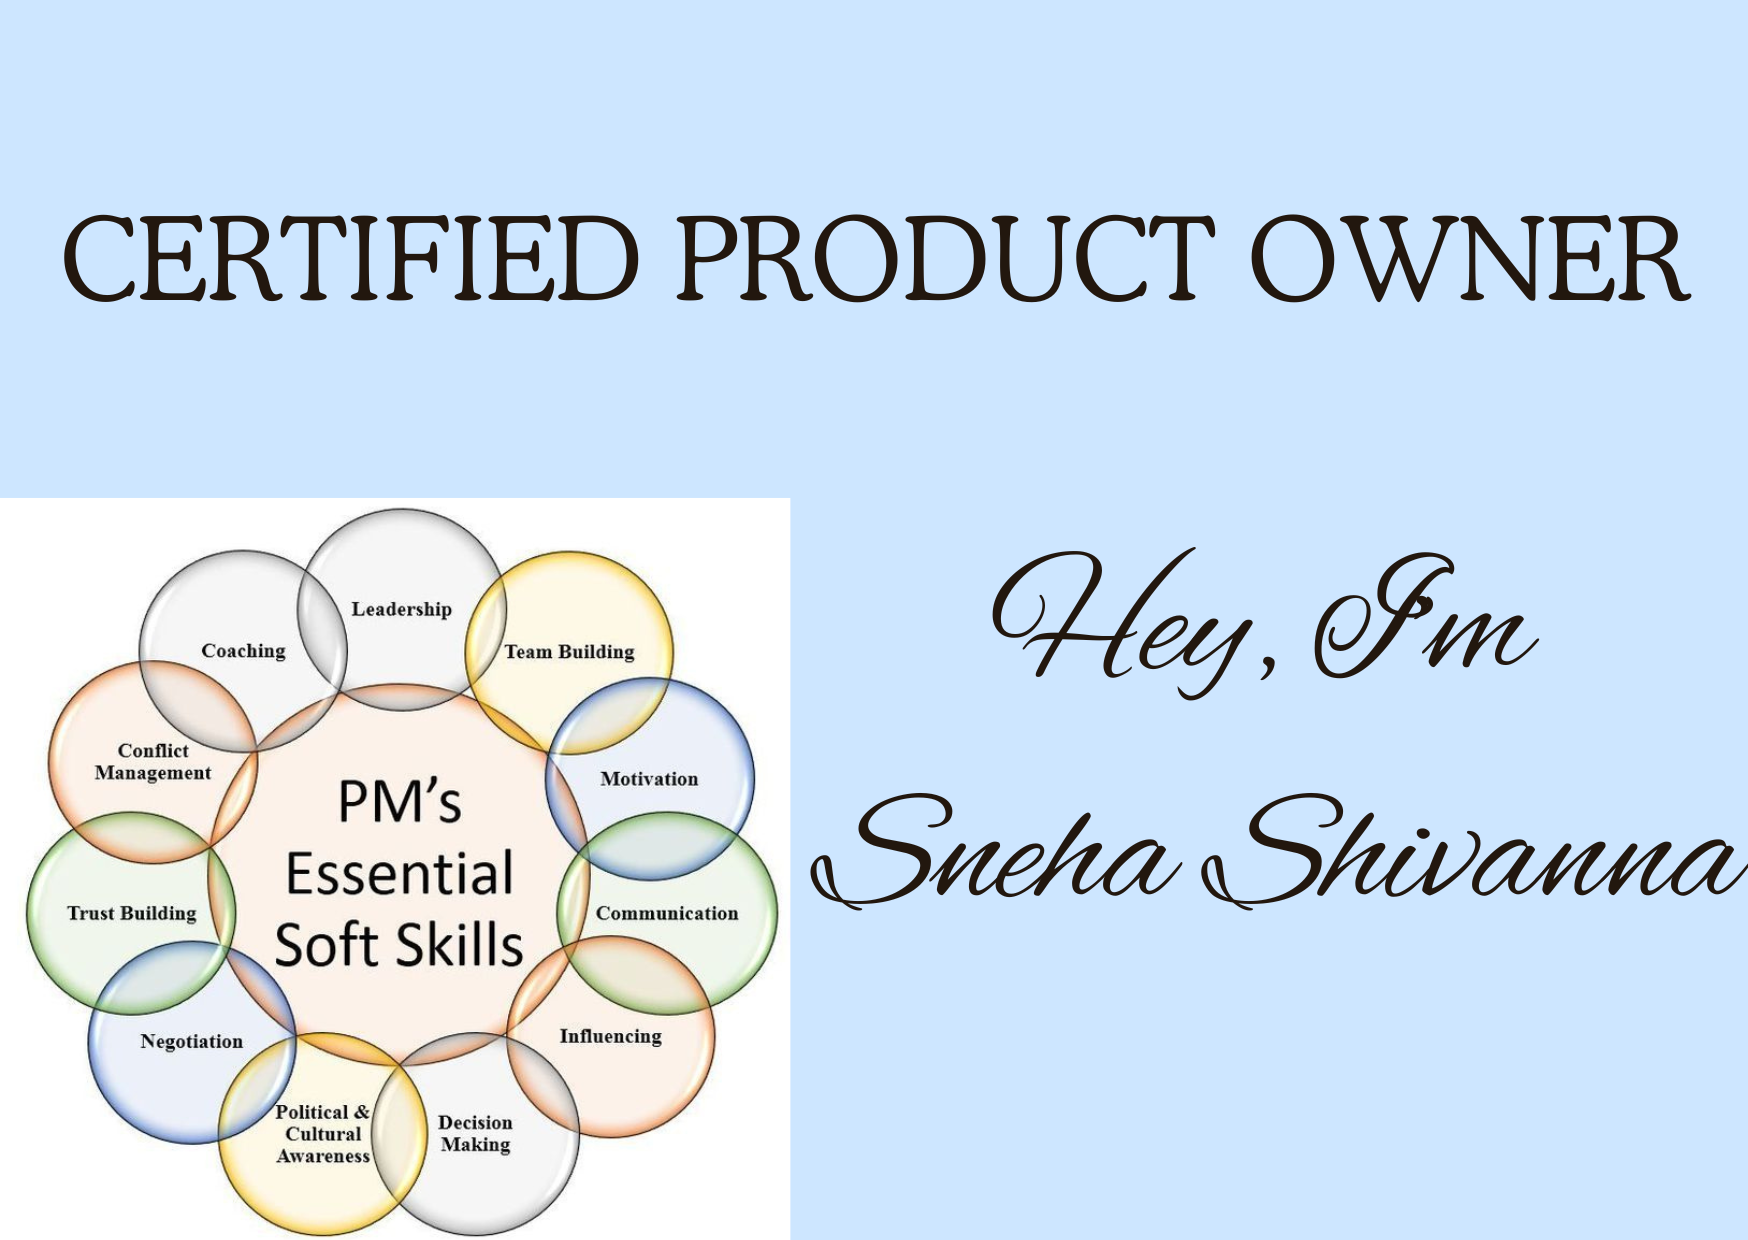 CERTIFIED PRODUCT OWNER
Hey, I'm
Sneha Shivanna
PM’s
Essential
Soft Skills
Leadership
Team Building
Motivation
Communication
Influencing
Decision
Making
Political &
Cultural
Awareness
Negotiation
Trust Building
Conflict
Management
Coaching